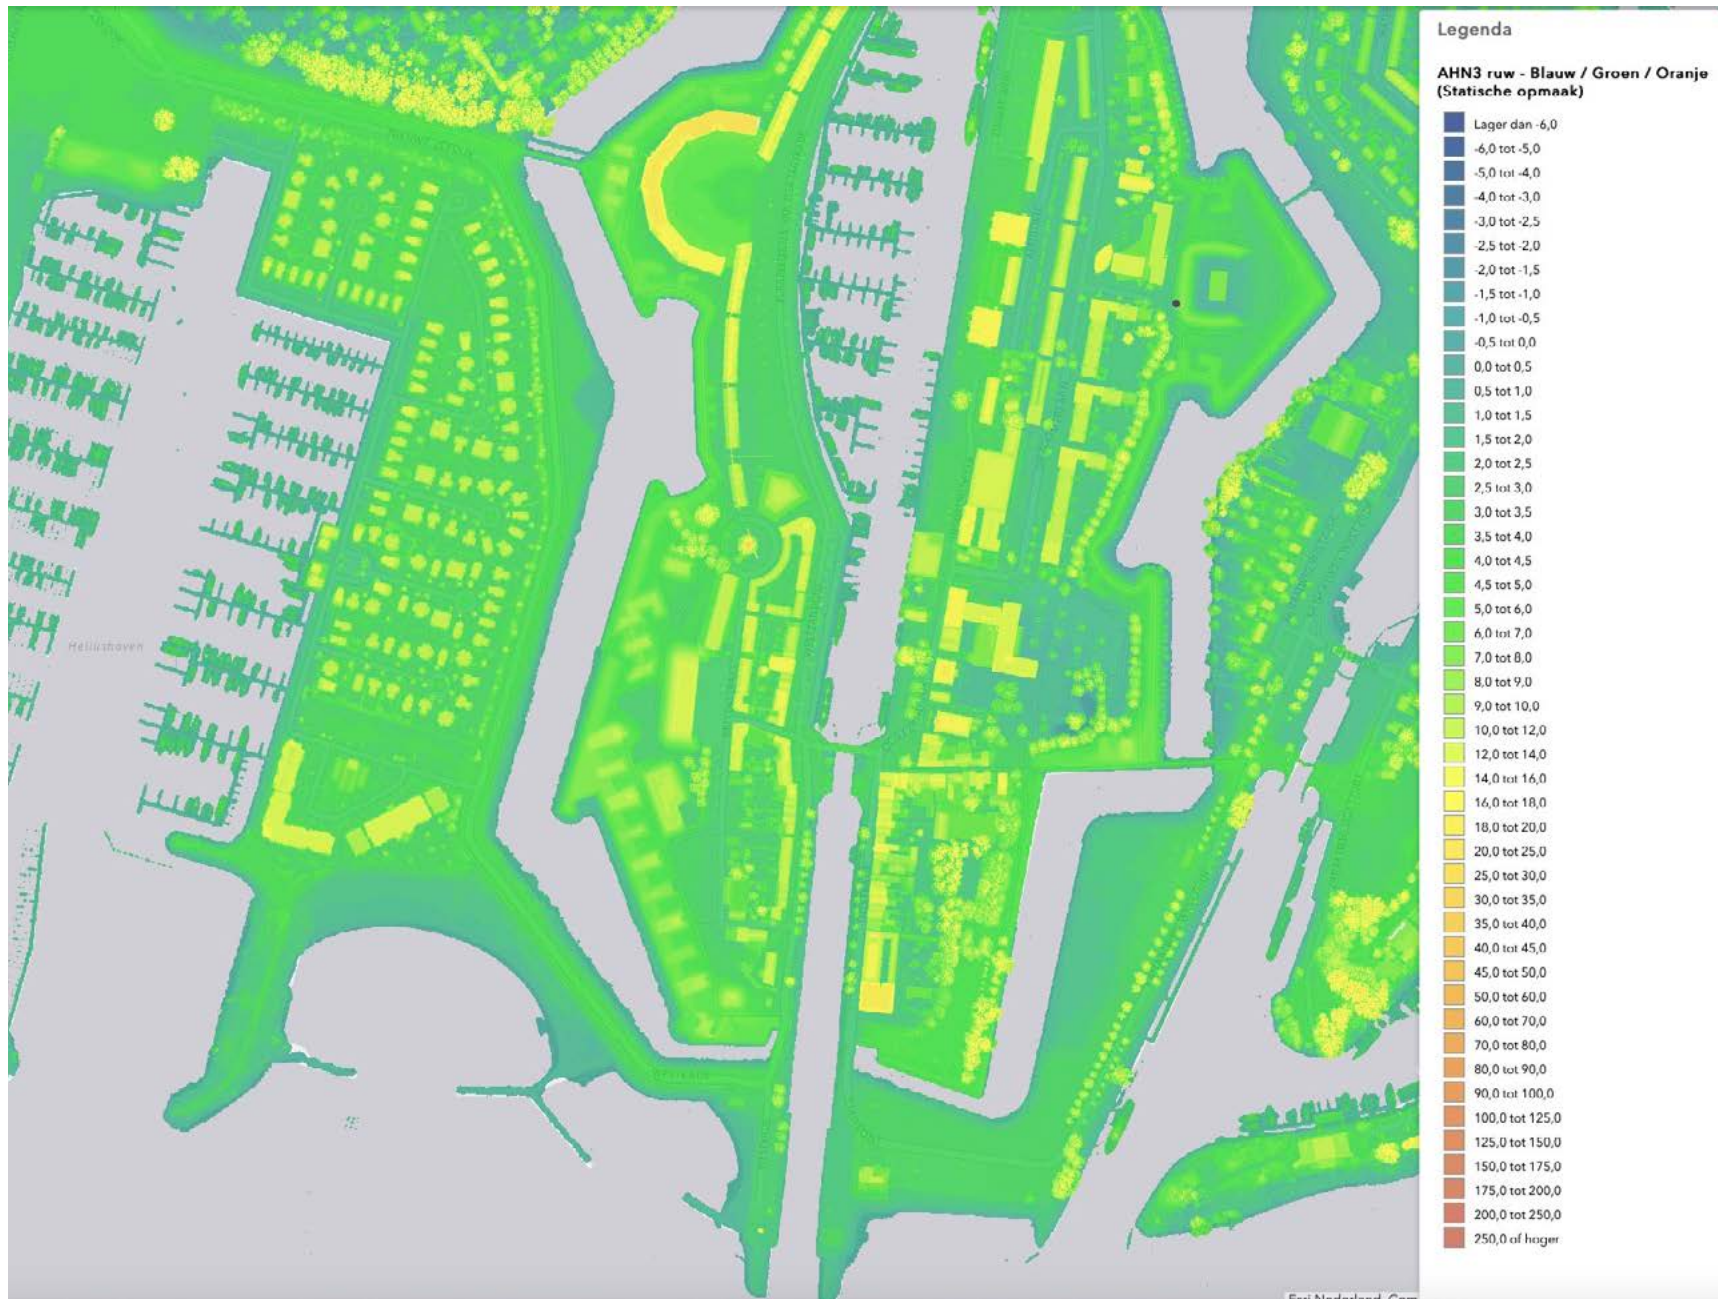 Legenda
AHN3 ruw - Blauw / Groen / Oranje
(Statische opmaak)
Lager dan -6,0
-6,0 tot -5,0
-5,0 tot -4,0
-4,0 tot -3,0
-3,0 tot -2,5
-2,5 tot -2,0
-2,0 tot -1,5
-1,5 tot -1,0
-1,0 tot -0,5
-0,5 tot 0,0
0,0 tot 0,5
0,5 tot 1,0
1,0 tot 1,5
1,5 tot 2,0
2,0 tot 2,5
2,5 tot 3,0
3,0 tot 3,5
3,5 tot 4,0
4,0 tot 4,5
4,5 tot 5,0
5,0 tot 6,0
6,0 tot 7,0
7,0 tot 8,0
8,0 tot 9,0
9,0 tot 10,0
10,0 tot 12,0
12,0 tot 14,0
14,0 tot 16,0
16,0 tot 18,0
18,0 tot 20,0
20,0 tot 25,0
25,0 tot 30,0
30,0 tot 35,0
35,0 tot 40,0
40,0 tot 45,0
45,0 tot 50,0
50,0 tot 60,0
60,0 tot 70,0
70,0 tot 80,0
80,0 tot 90,0
90,0 tot 100,0
100,0 tot 125,0
125,0 tot 150,0
150,0 tot 175,0
175,0 tot 200,0
200,0 tot 250,0
250,0 of hoger
Heliushaven